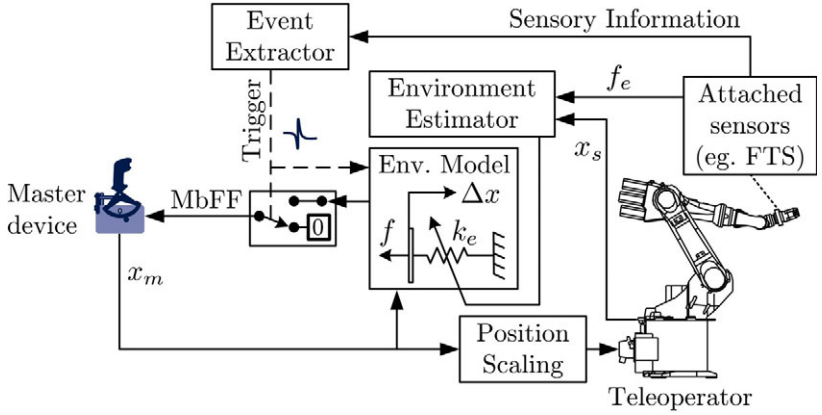 Event
Extractor
Sensory Information
Trigger
Environment
Estimator
f_e
x_s
Attached
sensors
(eg. FTS)
Env. Model
Δx
f
k_e
Master
device
MbFF
0
x_m
Position
Scaling
Teleoperator